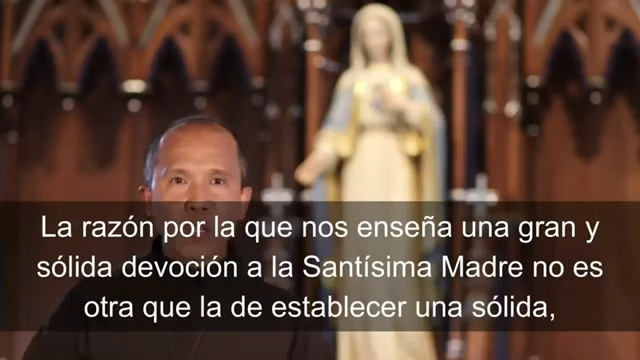 La razón por la que nos enseña una gran y
sólida devoción a la Santísima Madre no es
otra que la de establecer una sólida,